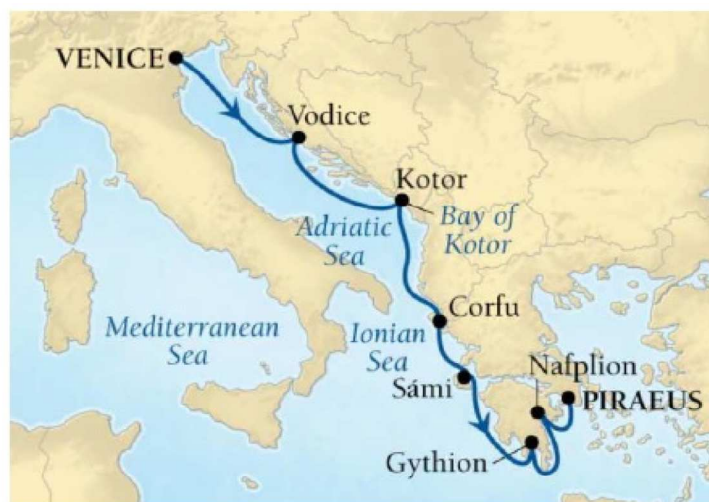 VENICE
Vodice
Kotor
Adriatic
Sea
Bay of
Kotor
Corfu
Mediterranean
Sea
Ionian
Sea
Nafplion
Sámi
PIRAEUS
Gythion